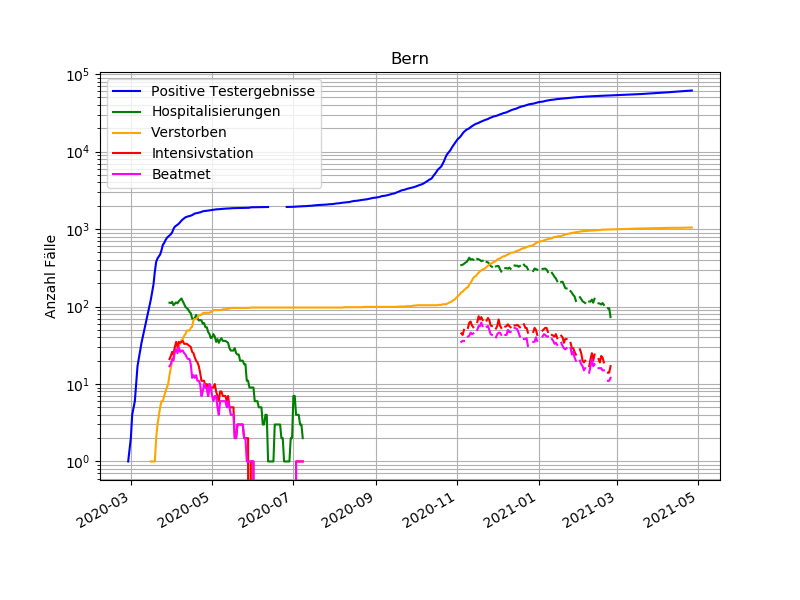 Bern
10^5
10^4
10^3
10^2
10^1
10^0
Anzahl Fälle
Positive Testergebnisse
Hospitalisierungen
Verstorben
Intensivstation
Beatmet
2020-03
2020-05
2020-07
2020-09
2020-11
2021-01
2021-03
2021-05